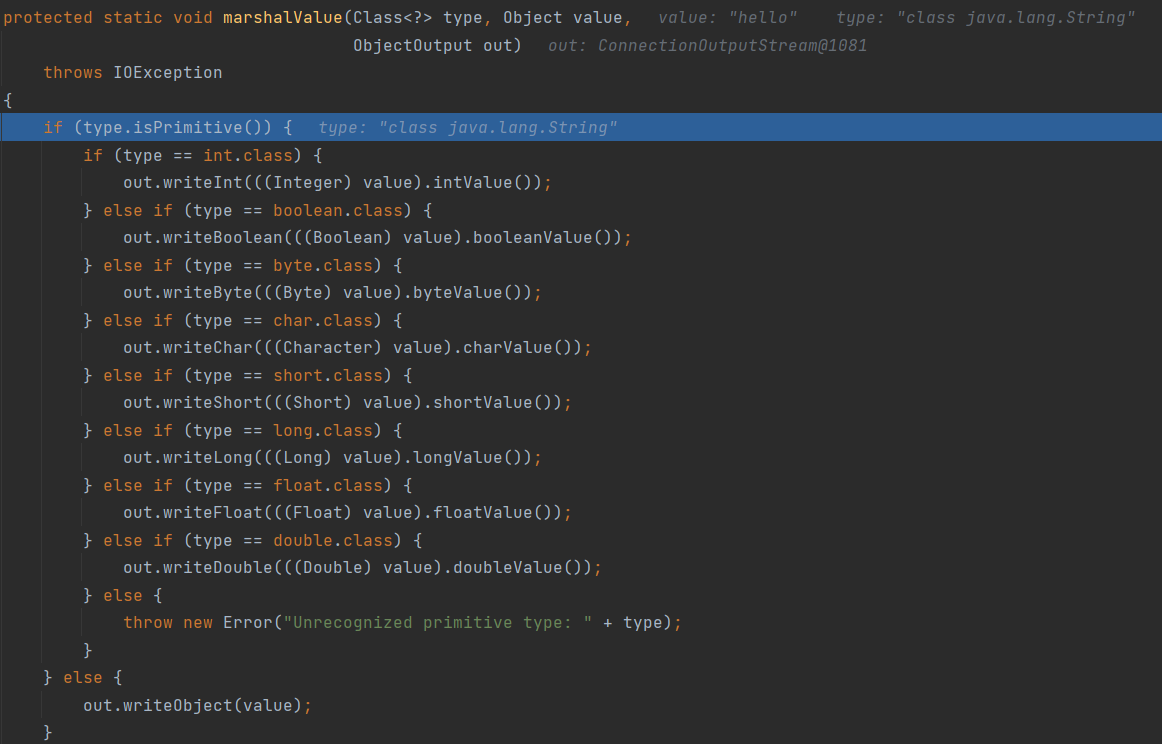 protected static void marshalValue(Class<?> type, Object value,   value: "hello"    type: "class java.lang.String"
                                   ObjectOutput out)   out: ConnectionOutputStream@1081
    throws IOException
{
    if (type.isPrimitive()) {   type: "class java.lang.String"
        if (type == int.class) {
            out.writeInt(((Integer) value).intValue());
        } else if (type == boolean.class) {
            out.writeBoolean(((Boolean) value).booleanValue());
        } else if (type == byte.class) {
            out.writeByte(((Byte) value).byteValue());
        } else if (type == char.class) {
            out.writeChar(((Character) value).charValue());
        } else if (type == short.class) {
            out.writeShort(((Short) value).shortValue());
        } else if (type == long.class) {
            out.writeLong(((Long) value).longValue());
        } else if (type == float.class) {
            out.writeFloat(((Float) value).floatValue());
        } else if (type == double.class) {
            out.writeDouble(((Double) value).doubleValue());
        } else {
            throw new Error("Unrecognized primitive type: " + type);
        }
    } else {
        out.writeObject(value);
    }